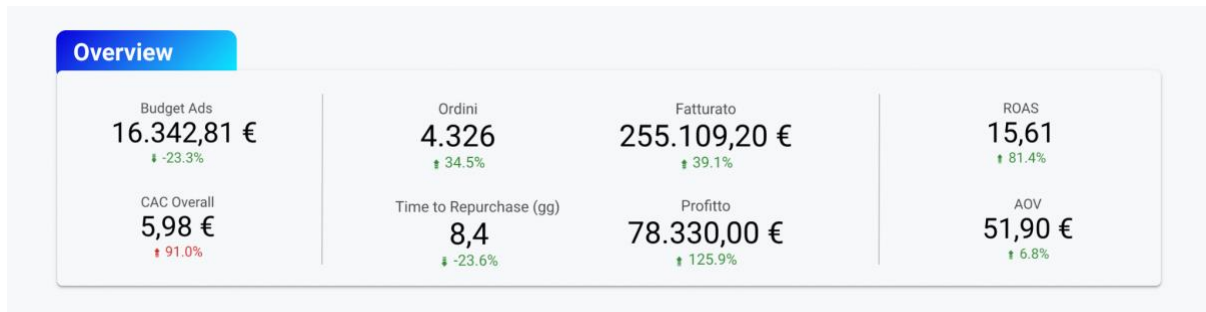 Overview
Budget Ads
16.342,81 €
-23.3%
CAC Overall
5,98 €
91.0%
Ordini
4.326
34.5%
Time to Repurchase (gg)
8,4
-23.6%
Fatturato
255.109,20 €
39.1%
Profitto
78.330,00 €
125.9%
ROAS
15,61
81.4%
AOV
51,90 €
6.8%